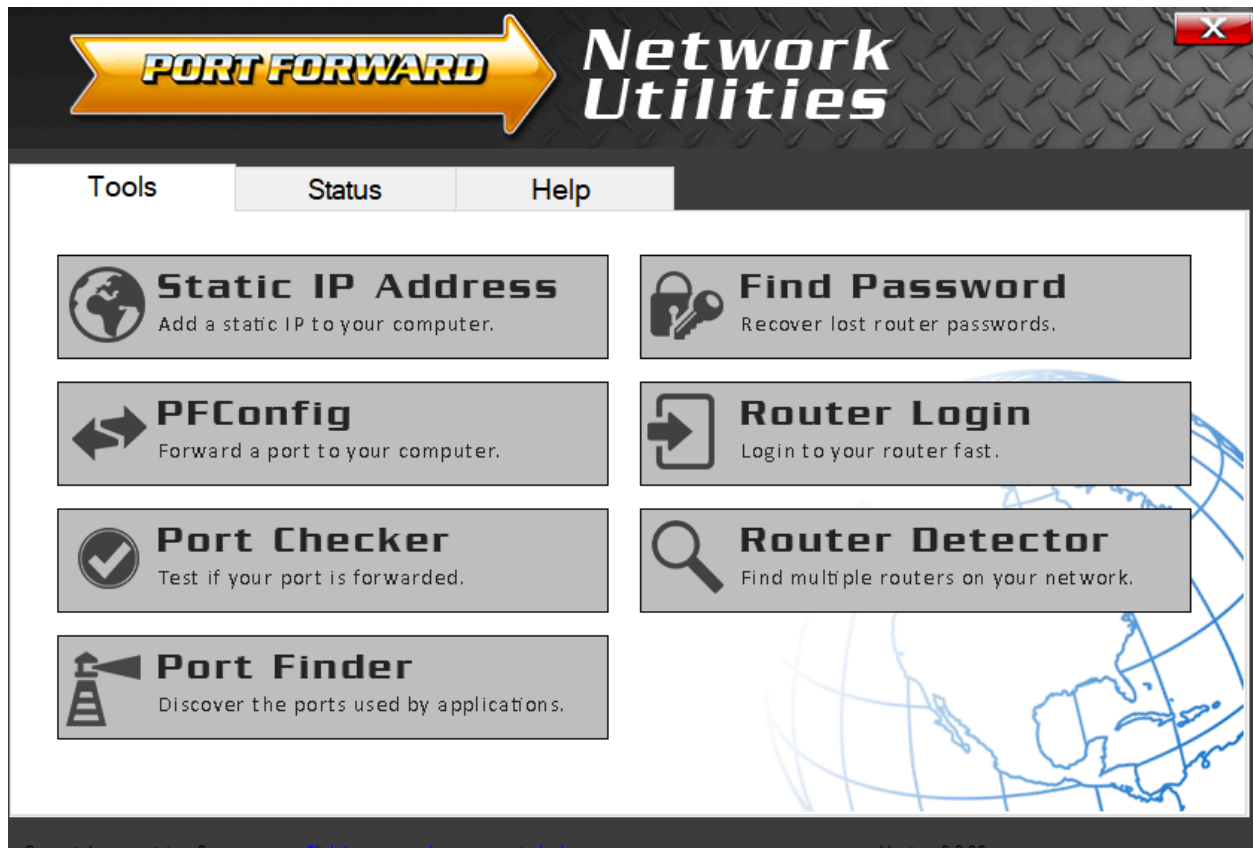 PORT FORWARD
Network
Utilities
X
Tools
Status
Help
Static IP Address
Add a static IP to your computer.
Find Password
Recover lost router passwords.
PFConfig
Forward a port to your computer.
Router Login
Login to your router fast.
Port Checker
Test if your port is forwarded.
Router Detector
Find multiple routers on your network.
Port Finder
Discover the ports used by applications.